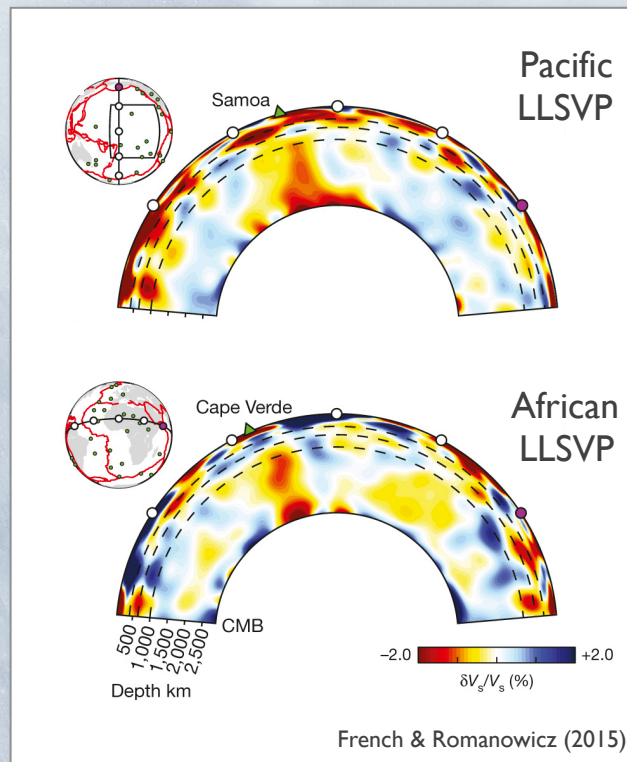 Pacific
LLSVP
Samoa
African
LLSVP
Cape Verde
500
1,000
1,500
2,000
2,500
CMB
Depth km
−2.0
+2.0
δVs/Vs (%)
French & Romanowicz (2015)